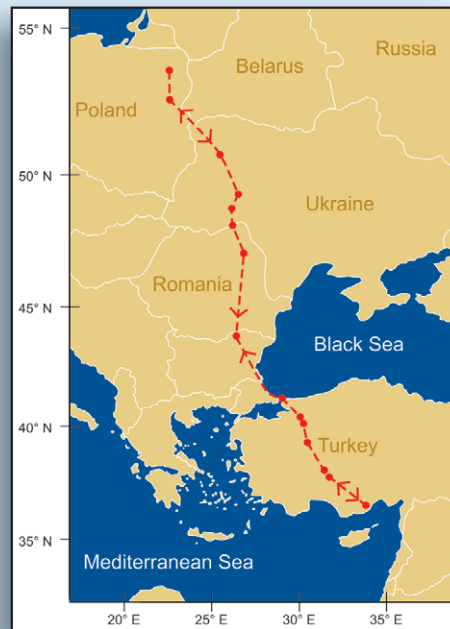 55° N
Russia
Belarus
Poland
50° N
Ukraine
Romania
45° N
Black Sea
40° N
Turkey
35° N
Mediterranean Sea
20° E
25° E
30° E
35° E